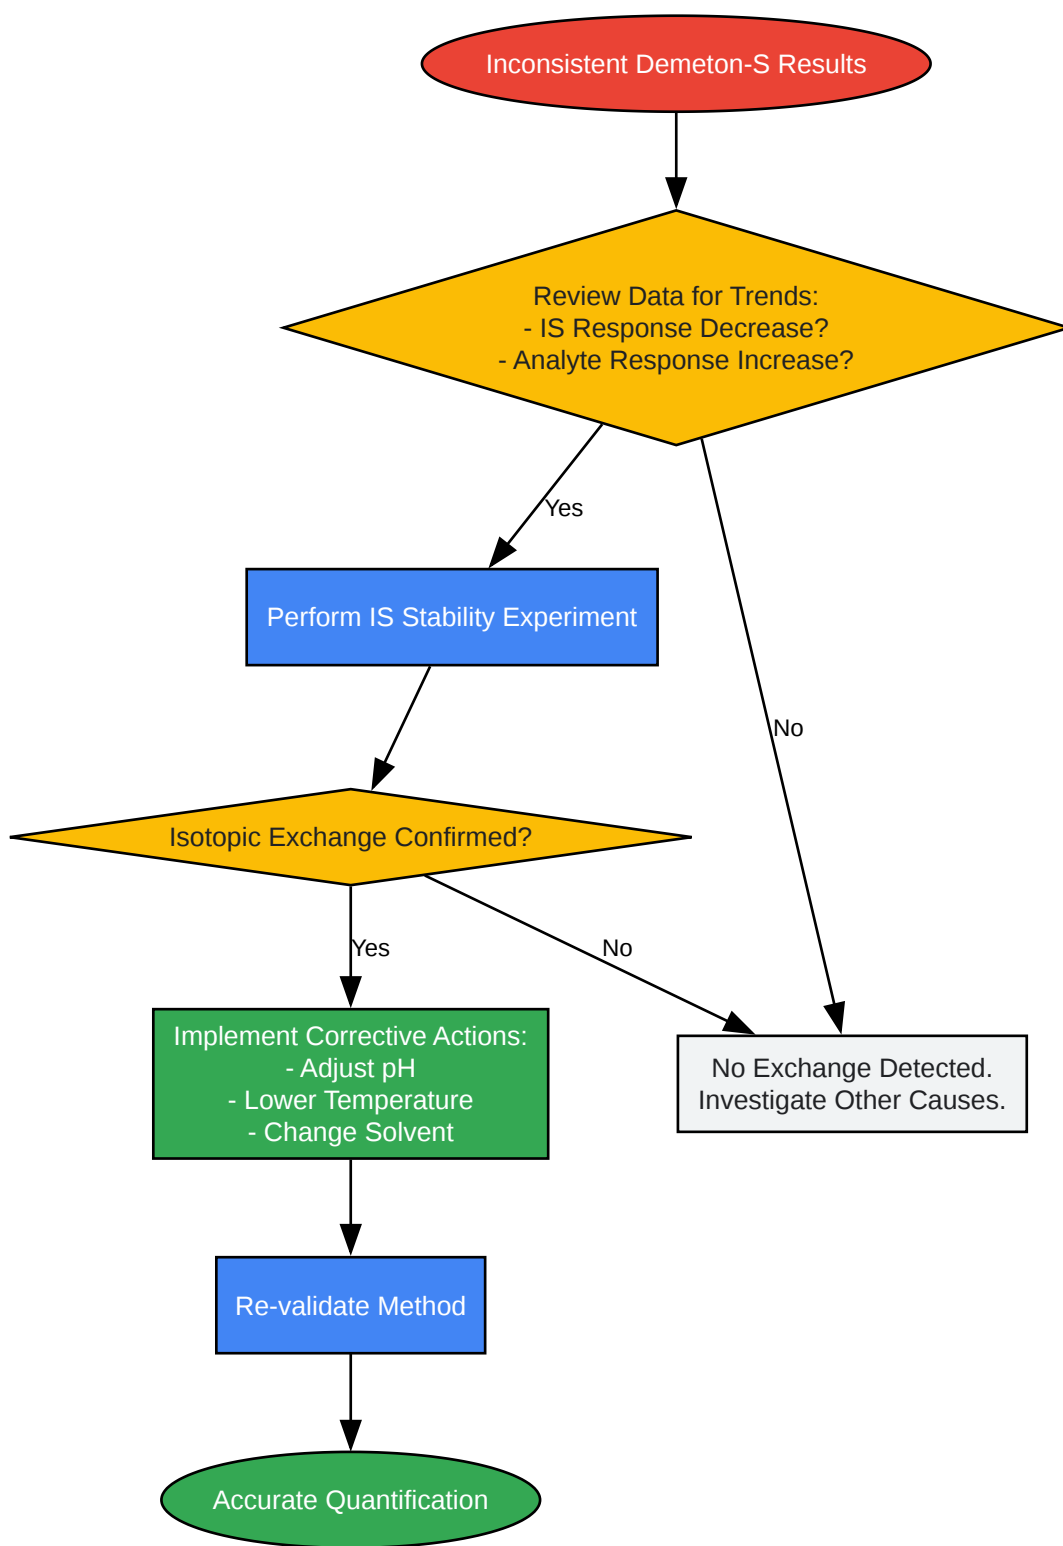 Inconsistent Demeton-S Results
Review Data for Trends:
- IS Response Decrease?
- Analyte Response Increase?
Yes
Perform IS Stability Experiment
No
Isotopic Exchange Confirmed?
Yes
No
Implement Corrective Actions:
- Adjust pH
- Lower Temperature
- Change Solvent
No Exchange Detected.
Investigate Other Causes.
Re-validate Method
Accurate Quantification